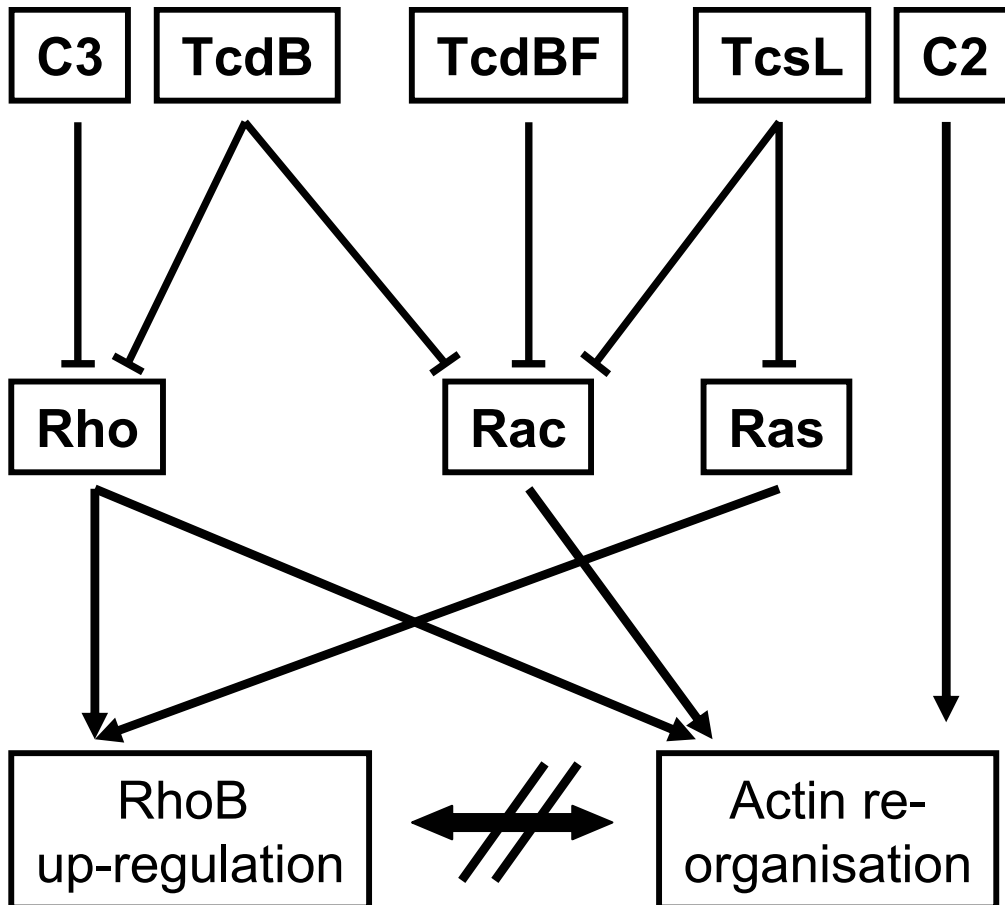 C3 TcdB TcdBF TcsL C2
Rho Rac Ras
RhoB
up-regulation
Actin re-
organisation